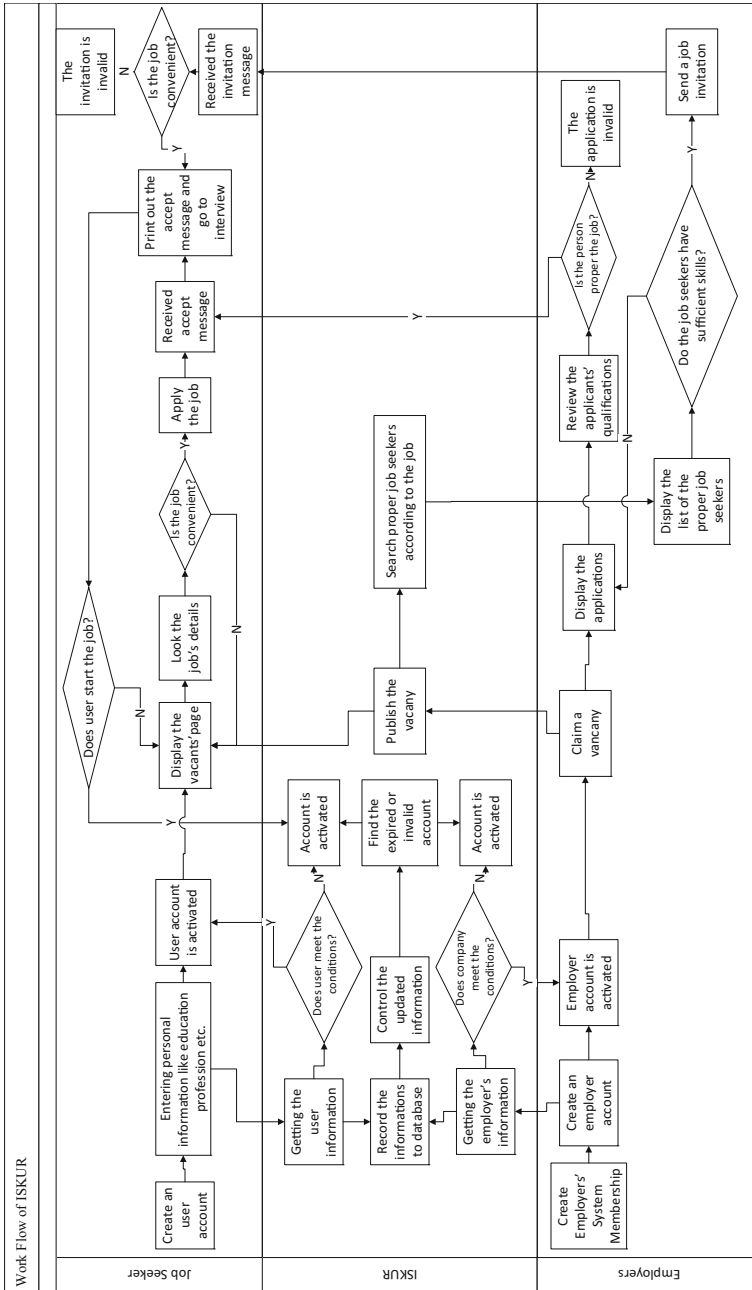 Work Flow of ISKUR
Job Seeker
Create an
user
account
Entering personal
information like education
profession etc.
User account
is activated
Does user start the job?
Y
N
Display the
vacants' page
Look the
job's details
Is the job
convenient?
Y
N
Apply
the job
Received
accept
message
Print out the
accept
message and
go to
interview
Y
Is the job
convenient?
N
The
invitation is
invalid
Received the
invitation
message
ISKUR
Getting the
user
information
Does user meet the
conditions?
Y
N
Account is
activated
Record the
informations
to database
Control the
updated
information
Find the
expired or
invalid
account
Getting the
employer's
information
Does company
meet the
conditions?
Y
N
Account is
activated
Publish the
vacany
Search proper job seekers
according to the job
Y
Employers
Create
Employers'
System
Membership
Create an
employer
account
Employer
account is
activated
Claim a
vancany
Display the
applications
Review the
applicants'
qualifications
Is the person
proper the job?
N
The
application is
invalid
Display the
list of the
proper job
seekers
Do the job seekers have
sufficient skills?
N
Y
Send a job
invitation